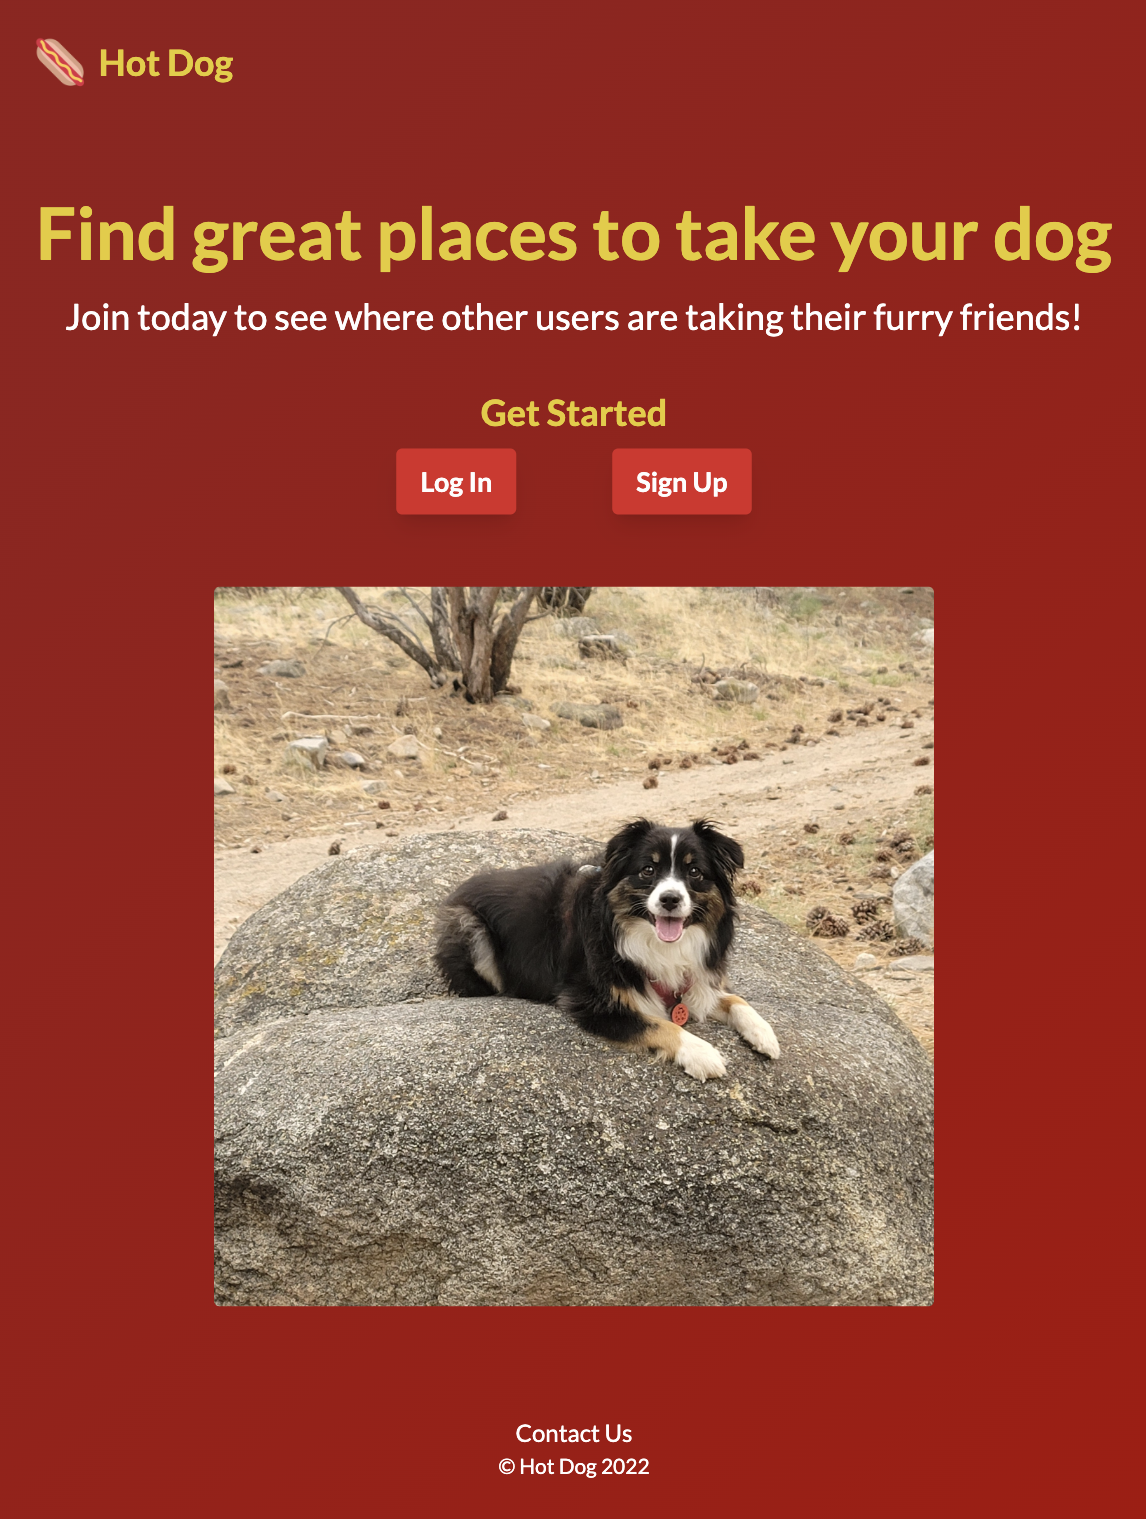 Hot Dog
Find great places to take your dog
Join today to see where other users are taking their furry friends!
Get Started
Log In
Sign Up
Contact Us
© Hot Dog 2022